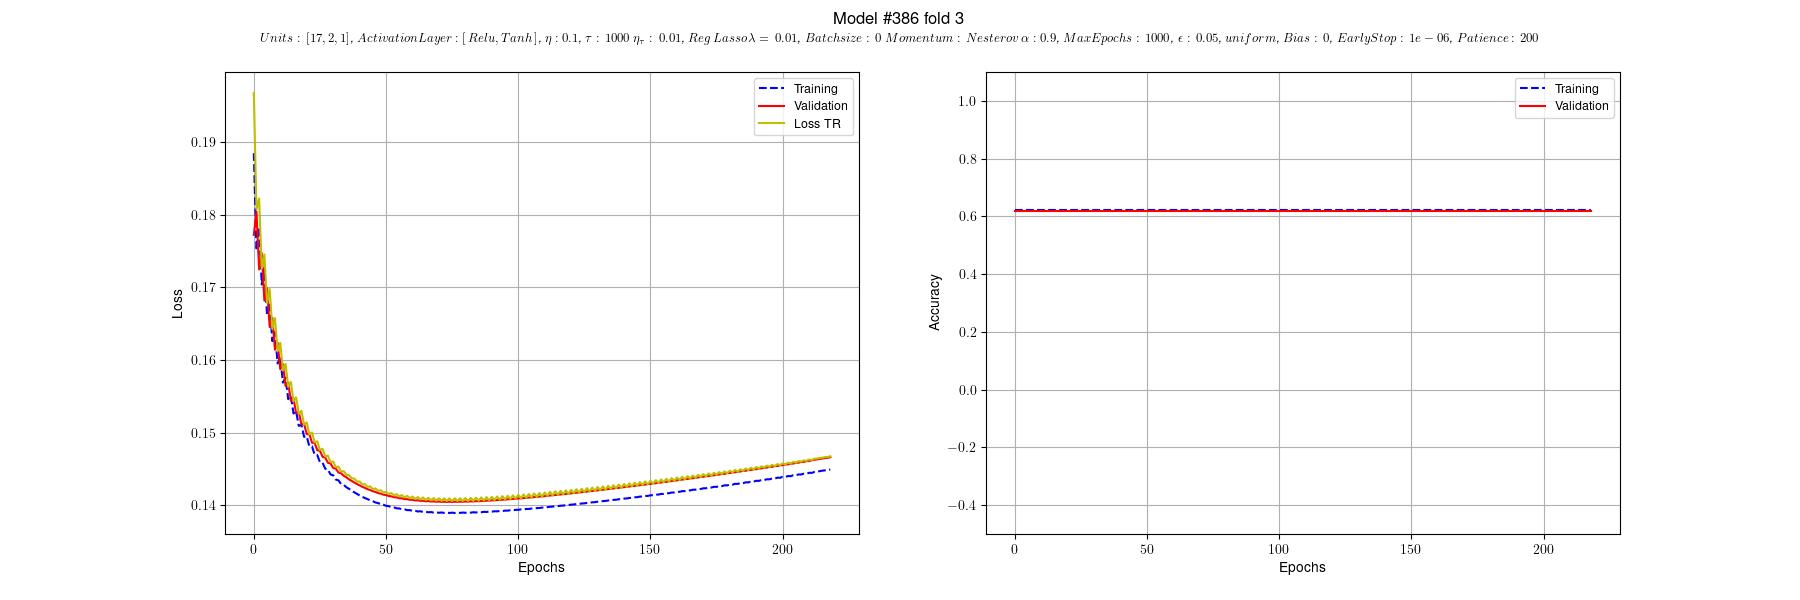 Model #386 fold 3
Units : [17, 2, 1], ActivationLayer : [ Relu, Tanh ], η : 0.1, τ : 1000 ητ : 0.01, Reg Lasso λ = 0.01, Batchsize : 0 Momentum : Nesterov α : 0.9, MaxEpochs : 1000, ϵ : 0.05, uniform, Bias : 0, EarlyStop : 1e − 06, Patience : 200
Training
Validation
Loss TR
0.19
0.18
0.17
0.16
0.15
0.14
Loss
0 50 100 150 200
Epochs
Training
Validation
1.0
0.8
0.6
0.4
0.2
0.0
−0.2
−0.4
Accuracy
0 50 100 150 200
Epochs